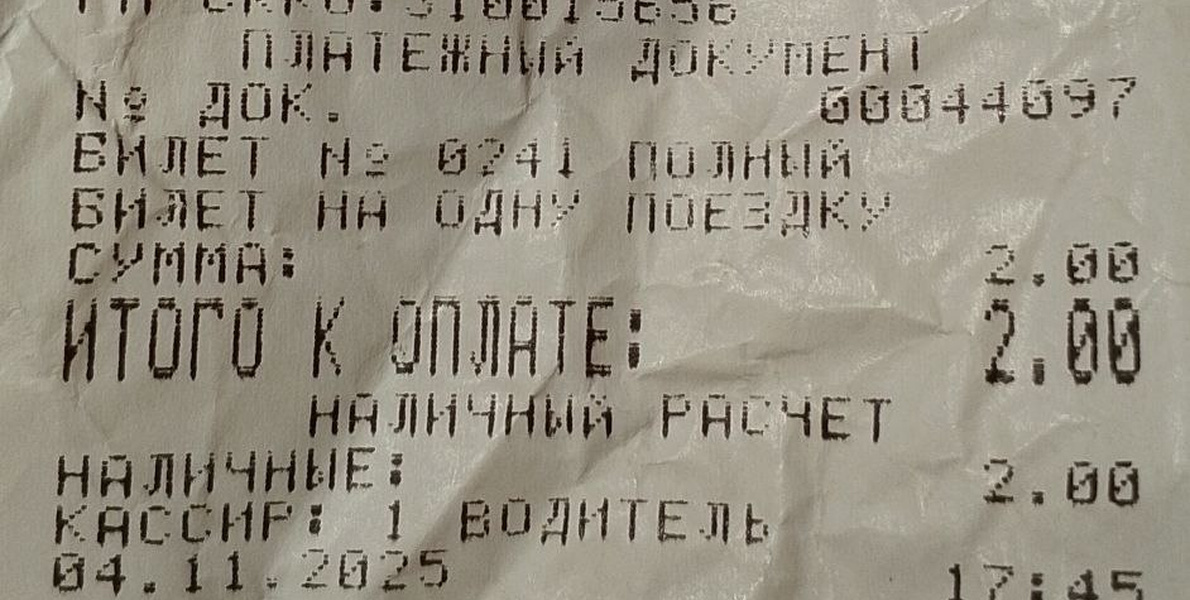 ПЛАТЕЖНЫЙ ДОКУМЕНТ
№ ДОК. 00044097
БИЛЕТ № 0241 ПОЛНЫЙ
БИЛЕТ НА ОДНУ ПОЕЗДКУ
СУММА: 2.00
ИТОГО К ОПЛАТЕ: 2.00
НАЛИЧНЫЙ РАСЧЕТ
НАЛИЧНЫЕ: 2.00
КАССИР: 1 ВОДИТЕЛЬ
04.11.2025 17:45